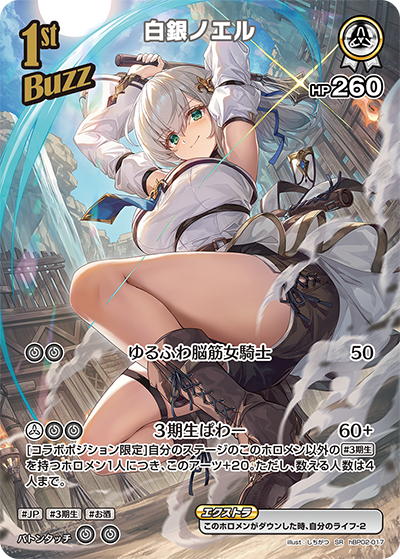 1st
Buzz
白銀ノエル
HP260
ゆるふわ脳筋女騎士 50
3期生ぱわー 60+
[コラボポジション限定]自分のステージのこのホロメン以外の#3期生
を持つホロメン1人につき、このアーツ+20。ただし、数える人数は4
人まで。
#JP #3期生 #お酒
バトンタッチ
エクストラ
このホロメンがダウンした時、自分のライフ-2
illust：しちがつ SR hBP02-017